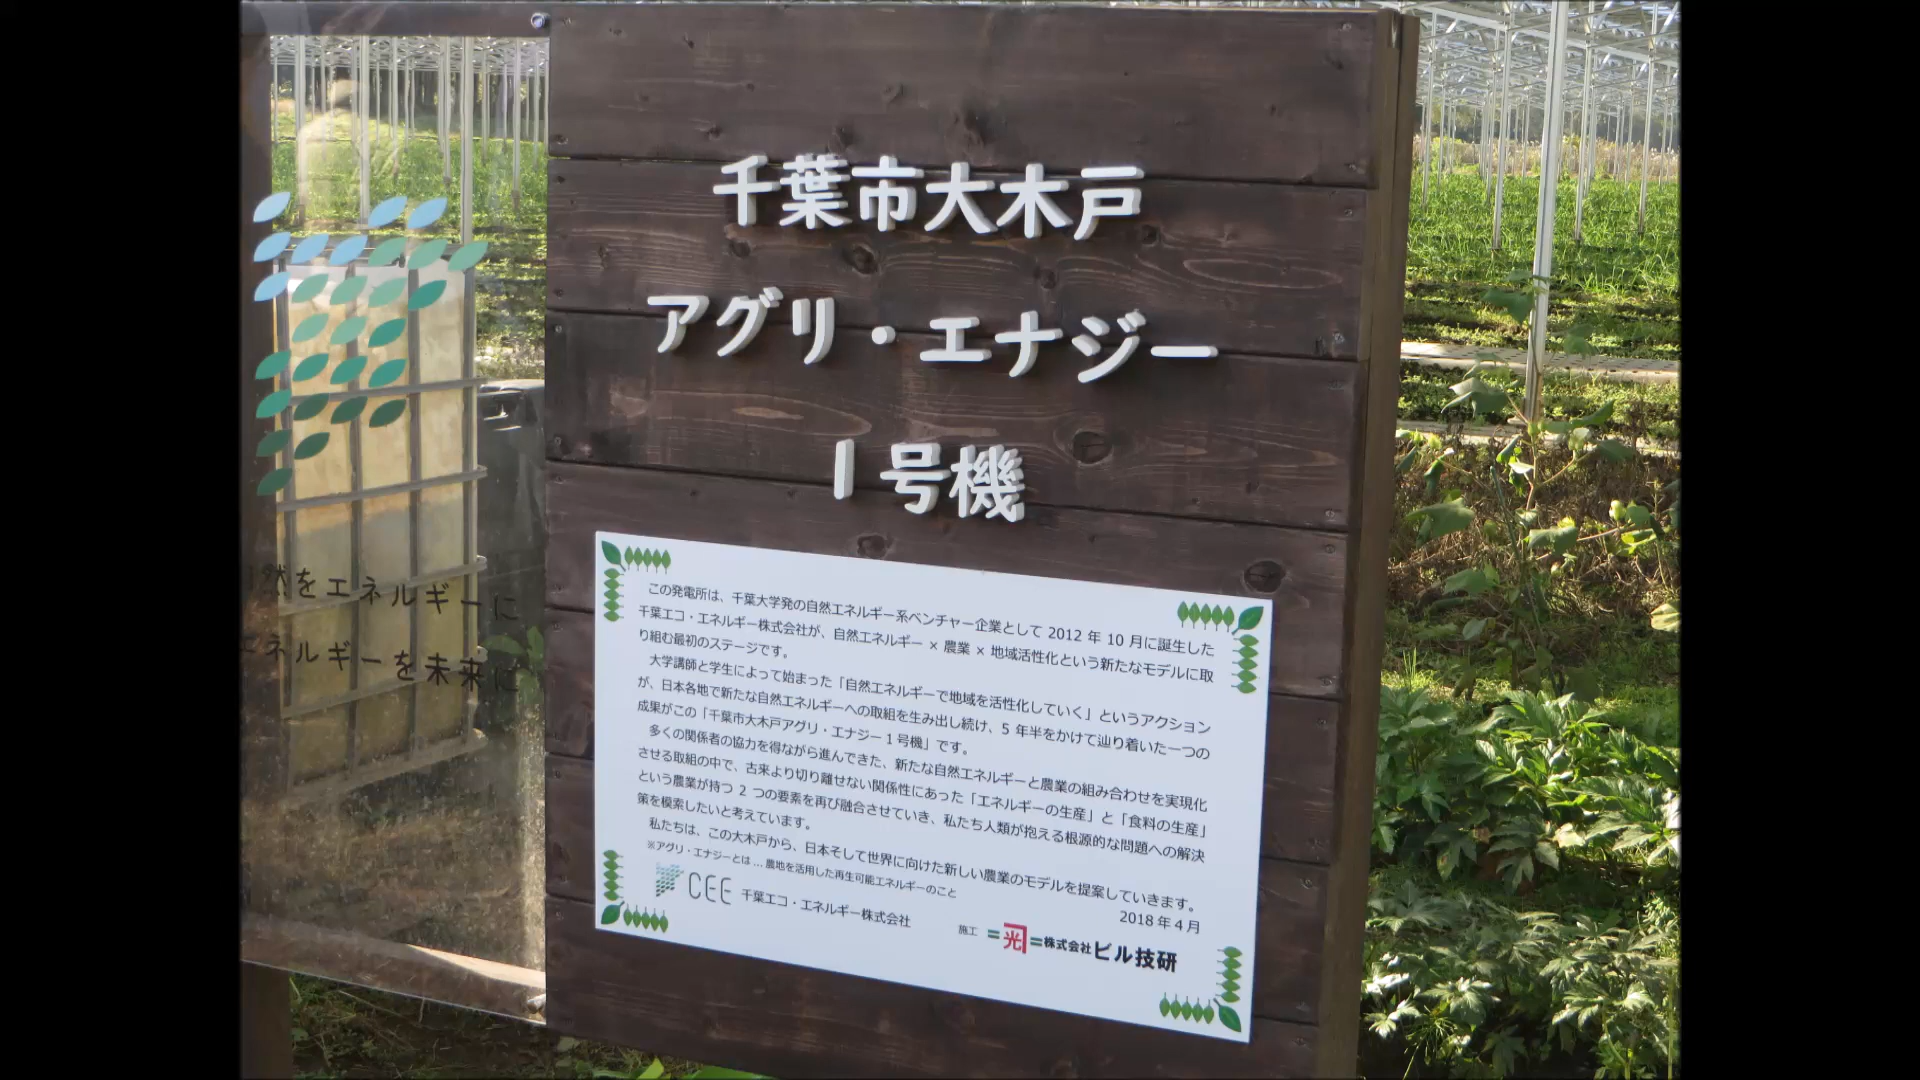 千葉市大木戸
アグリ・エナジー
1号機
然をエネルギーに
エネルギーを未来に
この発電所は、千葉大学発の自然エネルギー系ベンチャー企業として 2012 年 10 月に誕生した
千葉エコ・エネルギー株式会社が、自然エネルギー × 農業 × 地域活性化という新たなモデルに取
り組む最初のステージです。
大学講師と学生によって始まった「自然エネルギーで地域を活性化していく」というアクション
が、日本各地で新たな自然エネルギーへの取組を生み出し続け、5 年半をかけて辿り着いた一つの
成果がこの「千葉市大木戸アグリ・エナジー1号機」です。
多くの関係者の協力を得ながら進んできた、新たな自然エネルギーと農業の組み合わせを実現化
させる取組の中で、古来より切り離せない関係性にあった「エネルギーの生産」と「食料の生産」
という農業が持つ 2 つの要素を再び融合させていき、私たち人類が抱える根源的な問題への解決
策を模索したいと考えています。
私たちは、この大木戸から、日本そして世界に向けた新しい農業のモデルを提案していきます。
※アグリ・エナジーとは…農地を活用した再生可能エネルギーのこと
2018年4月
CEE 千葉エコ・エネルギー株式会社
施工 光 株式会社ビル技研